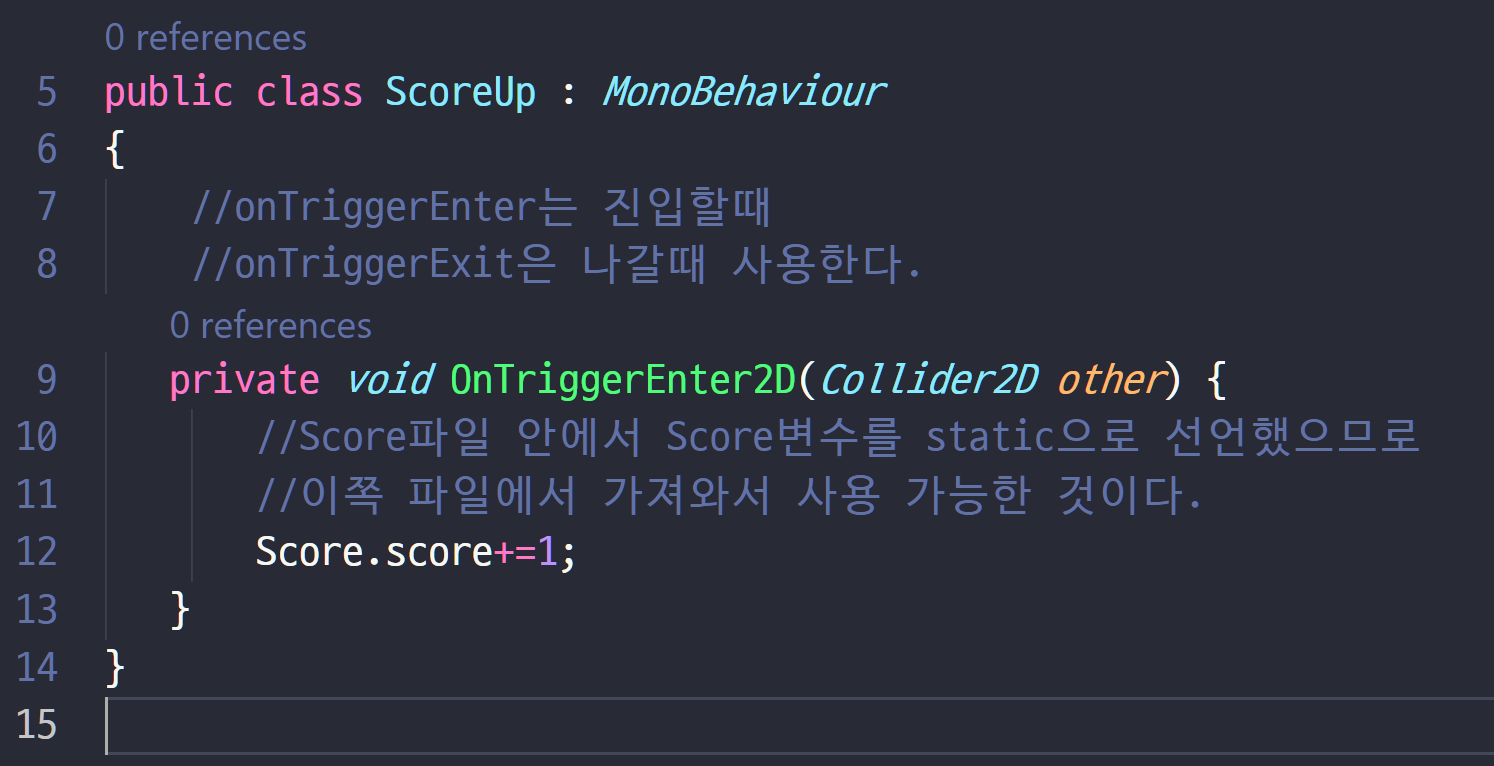 0 references
5 public class ScoreUp : MonoBehaviour
6 {
7 //onTriggerEnter는 진입할때
8 //onTriggerExit은 나갈때 사용한다.
0 references
9 private void OnTriggerEnter2D(Collider2D other) {
10 //Score파일 안에서 Score변수를 static으로 선언했으므로
11 //이쪽 파일에서 가져와서 사용 가능한 것이다.
12 Score.score+=1;
13 }
14 }
15